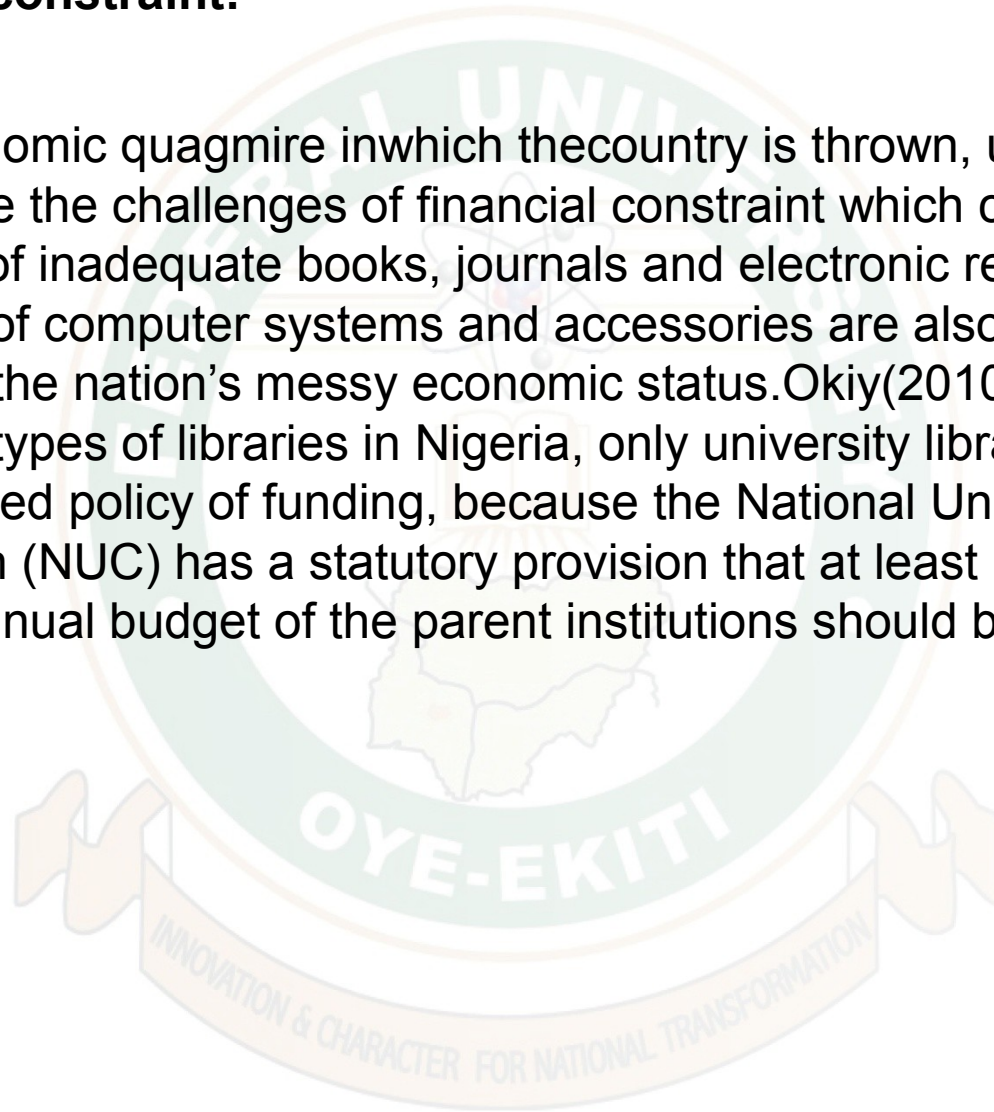 constraint.
omic quagmire inwhich thecountry is thrown, u
e the challenges of financial constraint which c
of inadequate books, journals and electronic re
of computer systems and accessories are also
the nation’s messy economic status.Okiy(2010
types of libraries in Nigeria, only university libra
ed policy of funding, because the National Un
n (NUC) has a statutory provision that at least
nual budget of the parent institutions should b
FEDERAL UNIVERSITY
OYE-EKITI
INNOVATION & CHARACTER FOR NATIONAL TRANSFORMATION